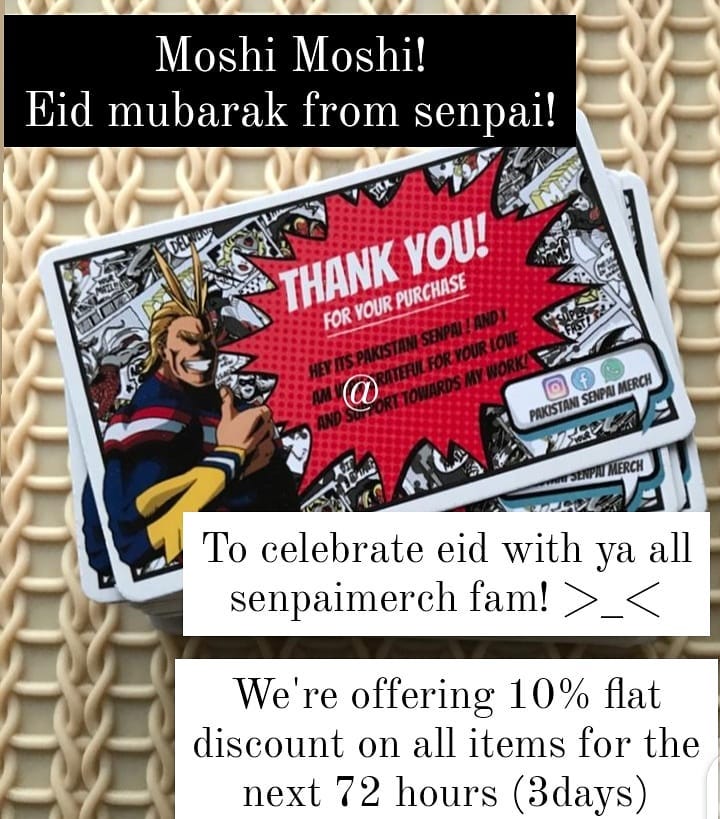 Moshi Moshi!
Eid mubarak from senpai!
THANK YOU!
FOR YOUR PURCHASE
HEY ITS PAKISTANI SENPAI ! AND I
AM GRATEFUL FOR YOUR LOVE
@
AND SUPPORT TOWARDS MY WORK!
PAKISTANI SENPAI MERCH
SENPAI MERCH
To celebrate eid with ya all
senpaimerch fam! >_<
We're offering 10% flat
discount on all items for the
next 72 hours (3days)